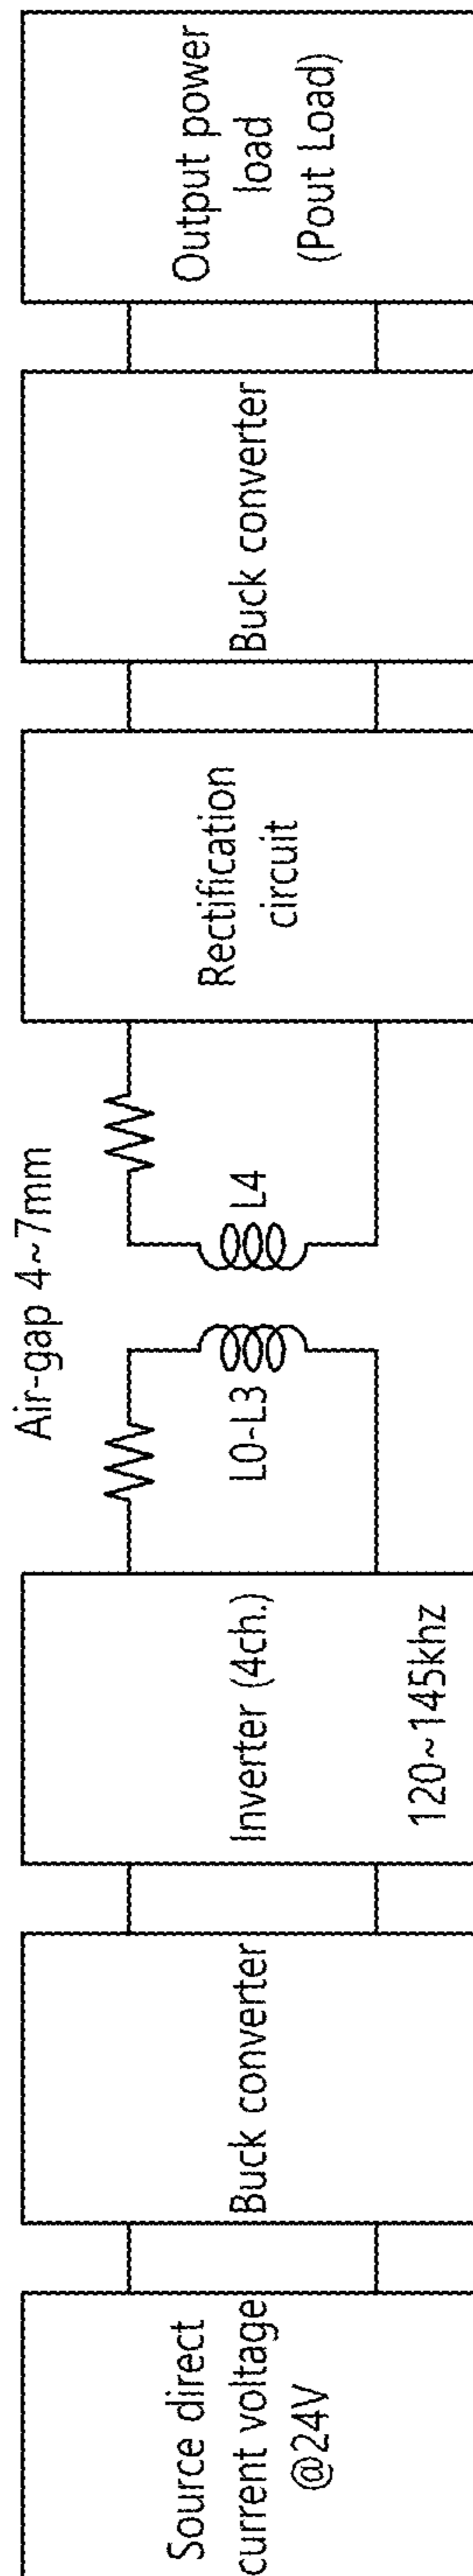 Source direct
current voltage
@24V
Buck converter
Inverter (4ch.)
120~145khz
Air-gap 4~7mm
L0-L3
L4
Rectification
circuit
Buck converter
Output power
load
(Pout Load)